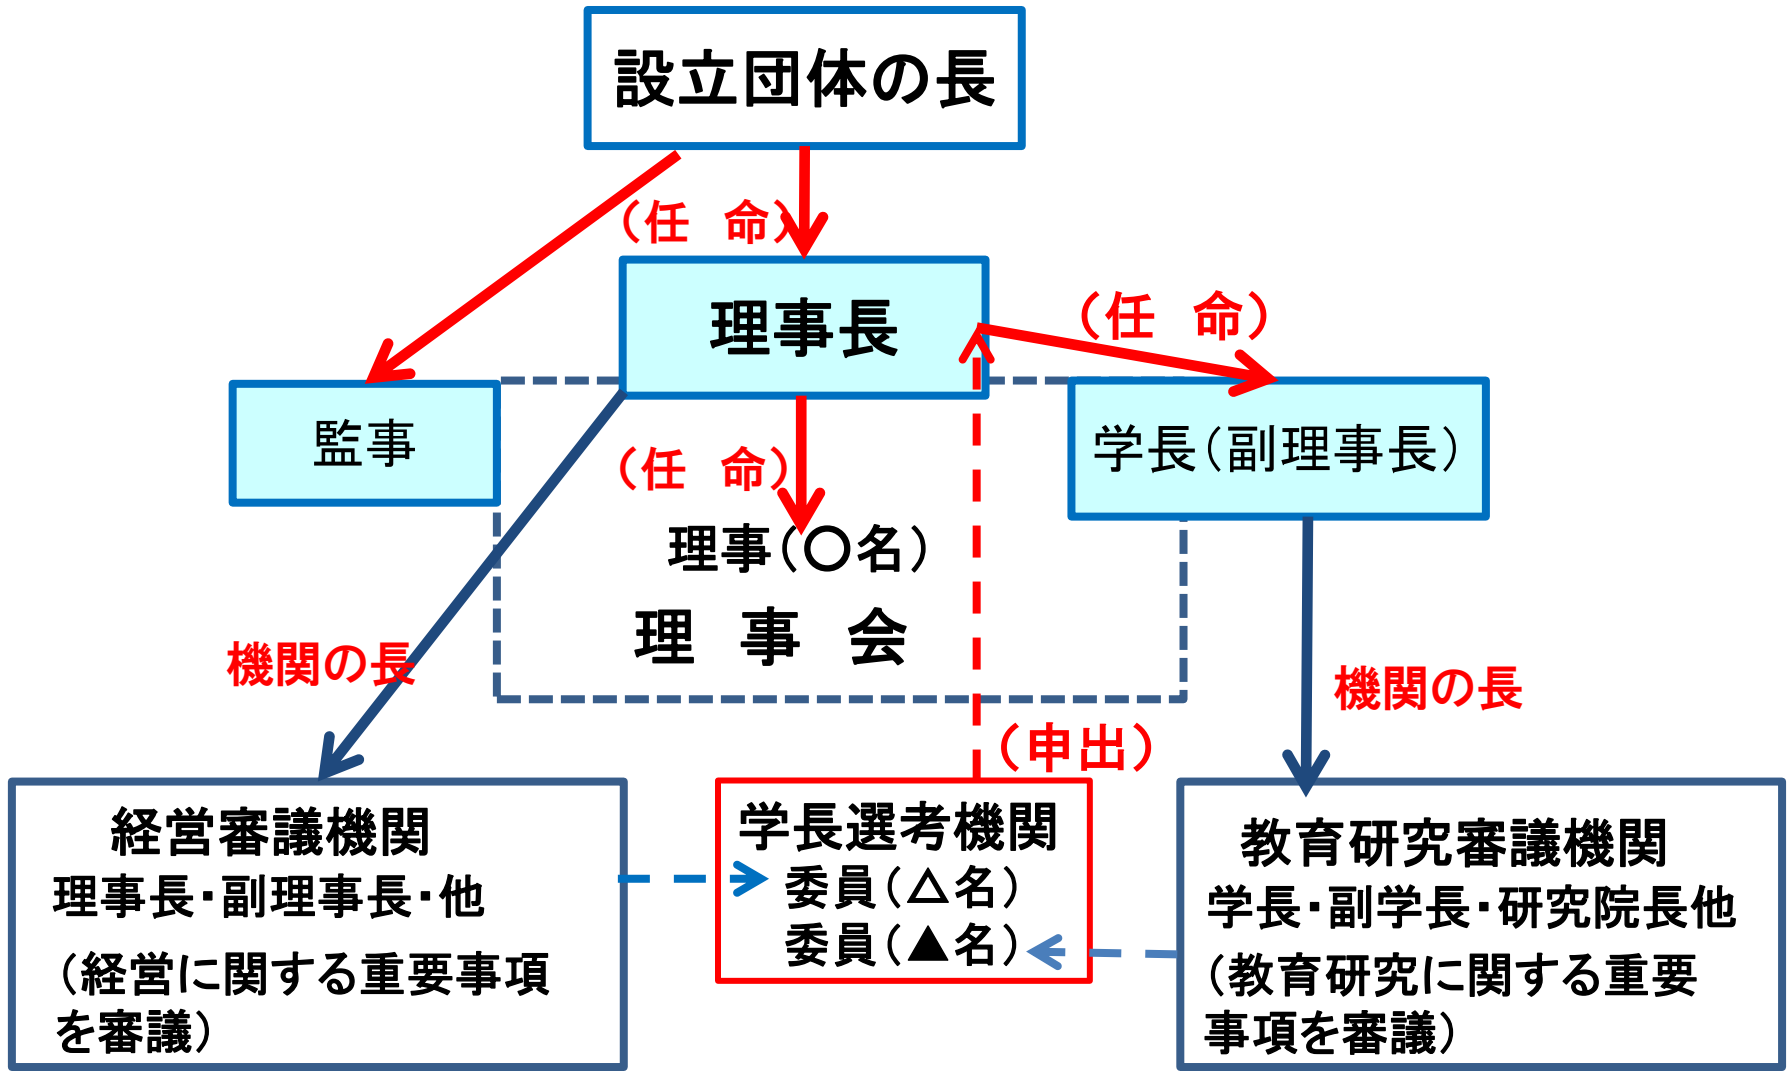 設立団体の長
（任　命）
理事長
（任　命）
監事
学長（副理事長）
（任　命）
理事（○名）
理　事　会
機関の長
機関の長
（申出）
経営審議機関
理事長・副理事長・他
（経営に関する重要事項
を審議）
学長選考機関
委員（△名）
委員（▲名）
教育研究審議機関
学長・副学長・研究院長他
（教育研究に関する重要
事項を審議）